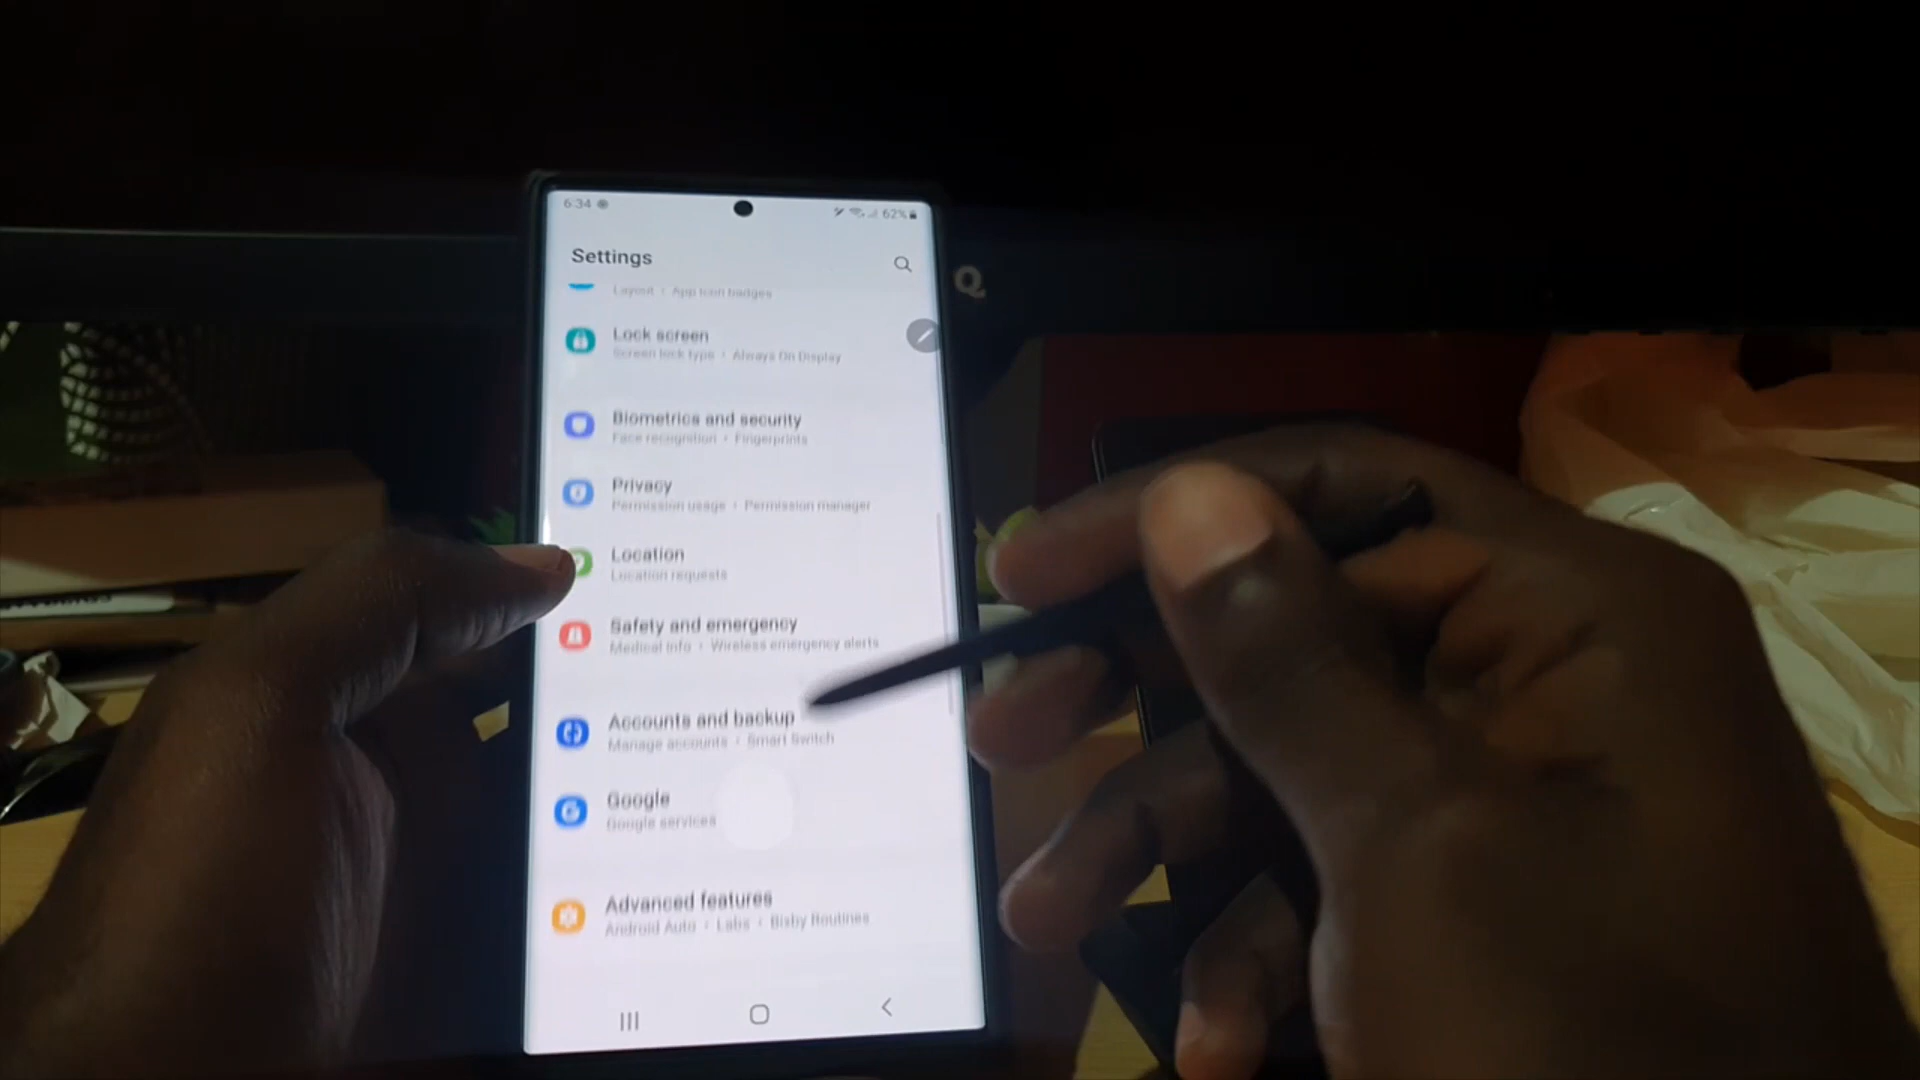 6:34
62%
Settings
Layout • App icon badges
Lock screen
Screen lock type • Always On Display
Biometrics and security
Face recognition • Fingerprints
Privacy
Permission usage • Permission manager
Location
Location requests
Safety and emergency
Medical info • Wireless emergency alerts
Accounts and backup
Manage accounts • Smart Switch
Google
Google services
Advanced features
Android Auto • Labs • Bixby Routines
Q